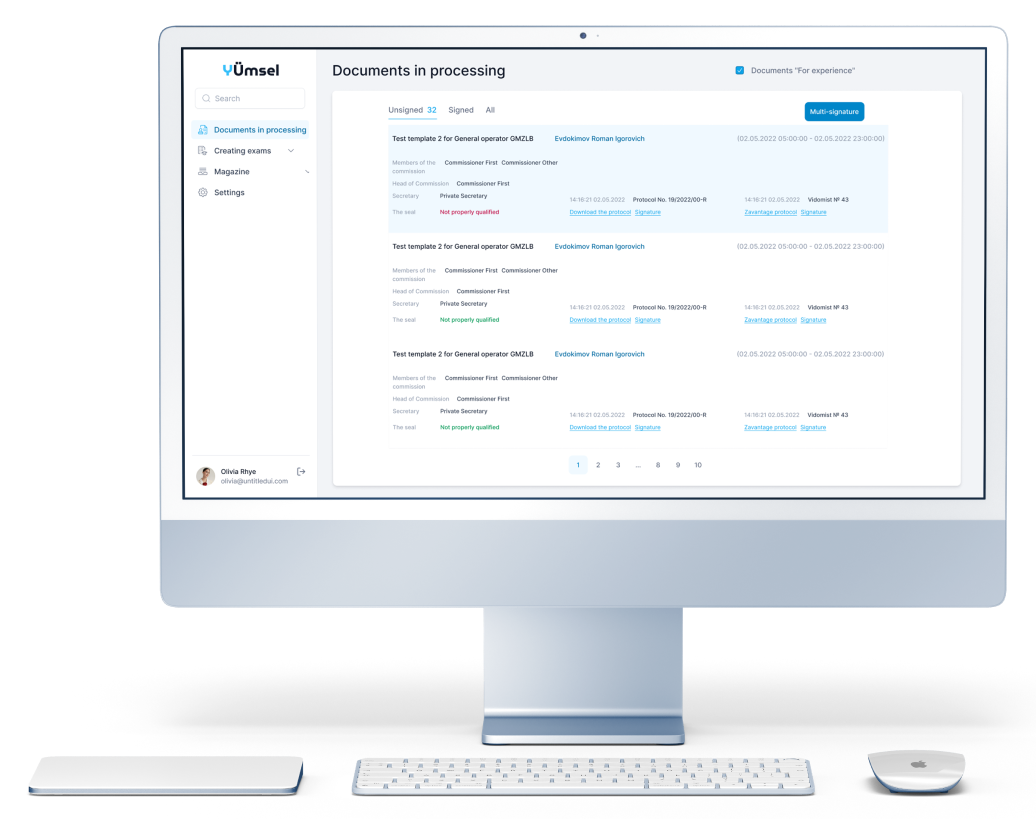 YÜmsel
Search
Documents in processing
Creating exams
Magazine
Settings
Olivia Rhye
olivia@untitledui.com
Documents in processing
Documents "For experience"
Unsigned 32 Signed All
Multi-signature
Test template 2 for General operator GMZLB Evdokimov Roman Igorovich (02.05.2022 05:00:00 - 02.05.2022 23:00:00)
Members of the commission Commissioner First Commissioner Other
Head of Commission Commissioner First
Secretary Private Secretary 14:16:21 02.05.2022 Protocol No. 19/2022/00-R 14:16:21 02.05.2022 Vidomist № 43
The seal Not properly qualified Download the protocol Signature Zavantage protocol Signature
Test template 2 for General operator GMZLB Evdokimov Roman Igorovich (02.05.2022 05:00:00 - 02.05.2022 23:00:00)
Members of the commission Commissioner First Commissioner Other
Head of Commission Commissioner First
Secretary Private Secretary 14:16:21 02.05.2022 Protocol No. 19/2022/00-R 14:16:21 02.05.2022 Vidomist № 43
The seal Not properly qualified Download the protocol Signature Zavantage protocol Signature
Test template 2 for General operator GMZLB Evdokimov Roman Igorovich (02.05.2022 05:00:00 - 02.05.2022 23:00:00)
Members of the commission Commissioner First Commissioner Other
Head of Commission Commissioner First
Secretary Private Secretary 14:16:21 02.05.2022 Protocol No. 19/2022/00-R 14:16:21 02.05.2022 Vidomist № 43
The seal Not properly qualified Download the protocol Signature Zavantage protocol Signature
1 2 3 ... 8 9 10